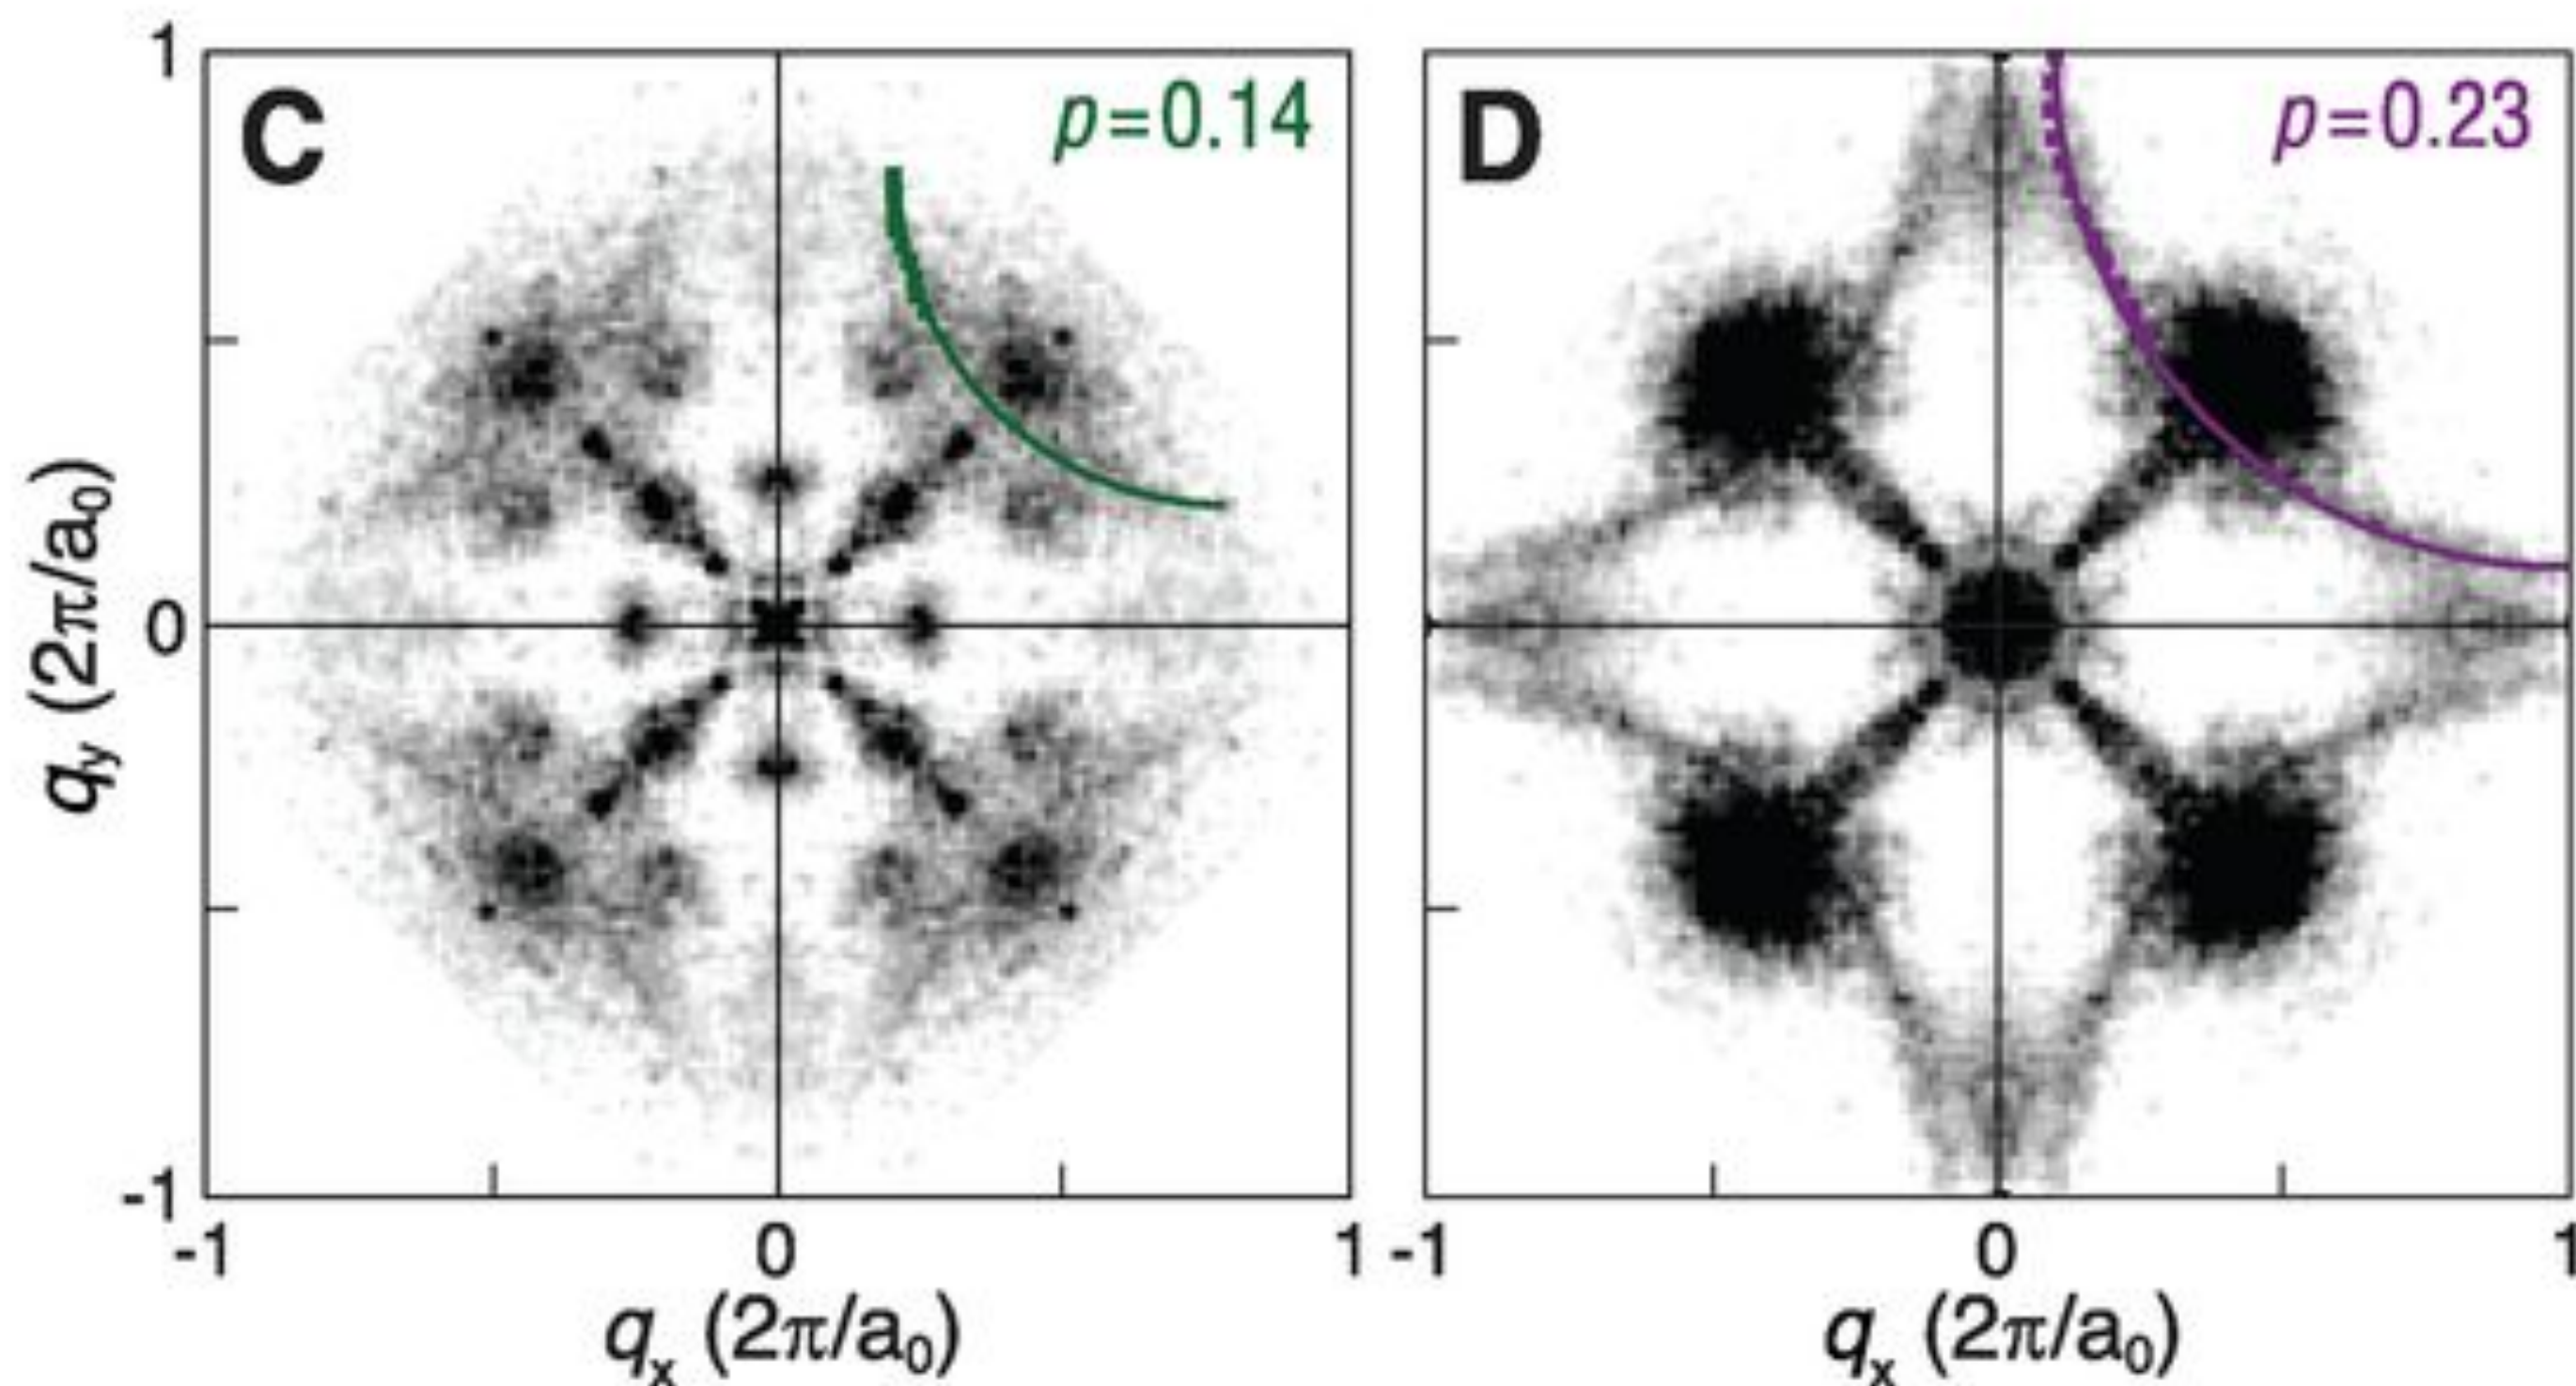 1
C
p=0.14
D
p=0.23
0
qy (2π/a0)
-1
-1
0
1
-1
0
1
qx (2π/a0)
qx (2π/a0)